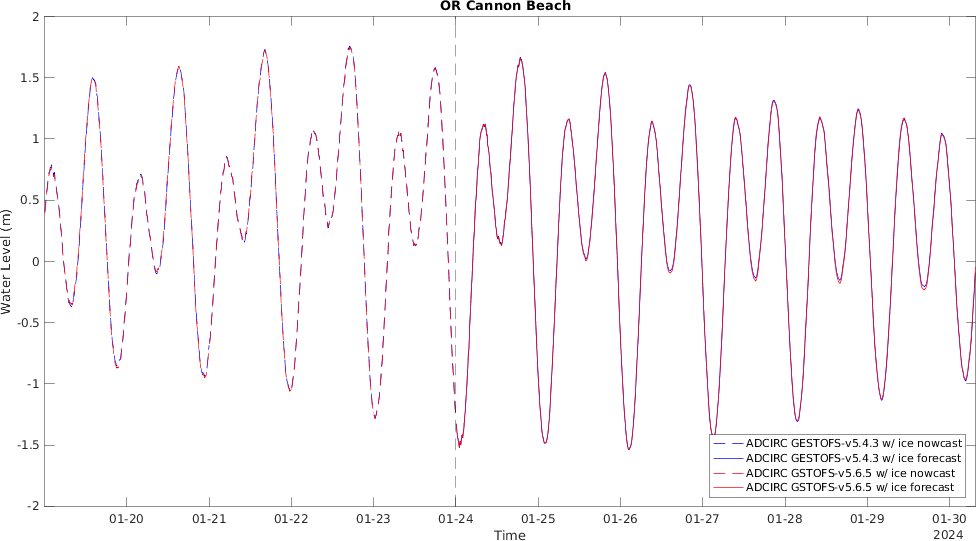 OR Cannon Beach
2
1.5
1
0.5
0
-0.5
-1
-1.5
-2
Water Level (m)
01-20 01-21 01-22 01-23 01-24 01-25 01-26 01-27 01-28 01-29 01-30
Time
2024
ADCIRC GESTOFS-v5.4.3 w/ ice nowcast
ADCIRC GESTOFS-v5.4.3 w/ ice forecast
ADCIRC GSTOFS-v5.6.5 w/ ice nowcast
ADCIRC GSTOFS-v5.6.5 w/ ice forecast